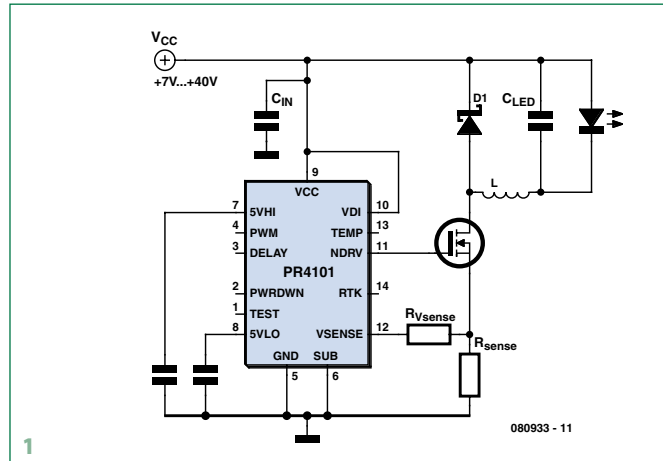 VCC
+7V...+40V
CIN
D1
CLED
L
9
VCC
7 5VHI VDI 10
4 PWM TEMP 13
3 DELAY NDRV 11
PR4101
2 PWRDWN RTK 14
1 TEST
8 5VLO VSENSE 12
RVsense
Rsense
GND SUB
5 6
080933 - 11
1